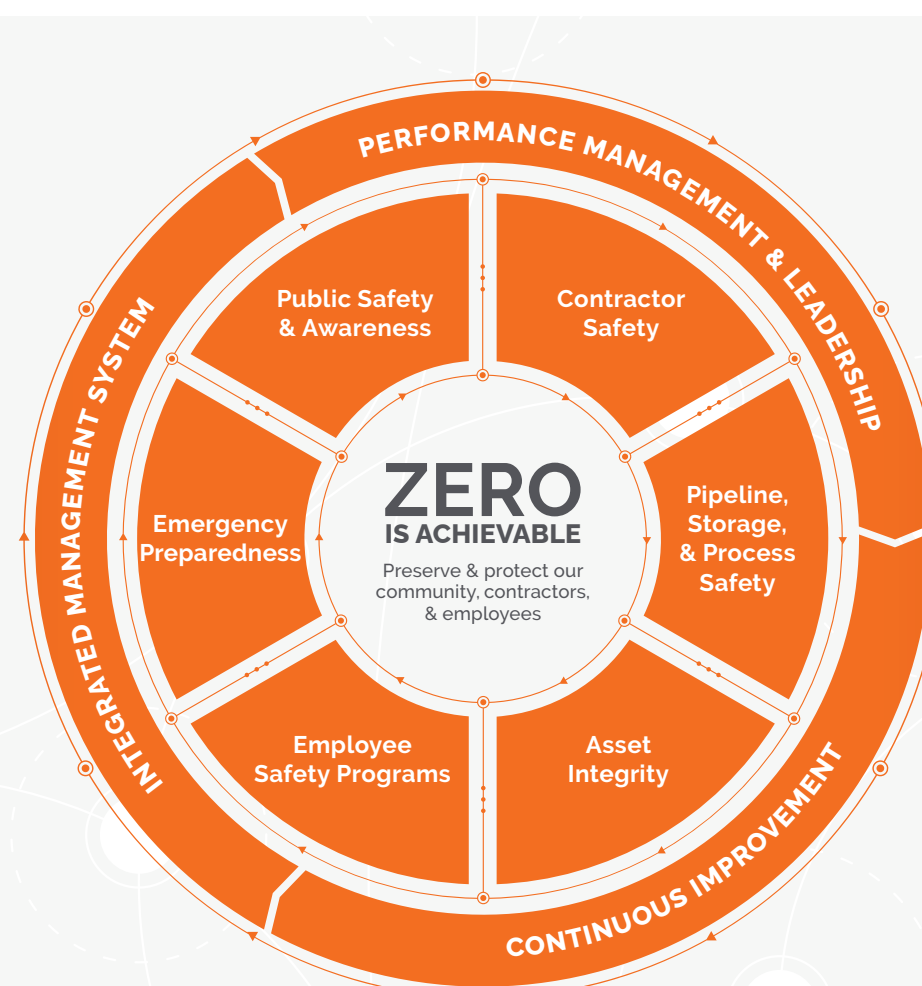 PERFORMANCE MANAGEMENT & LEADERSHIP
INTEGRATED MANAGEMENT SYSTEM
CONTINUOUS IMPROVEMENT
Public Safety
& Awareness
Contractor
Safety
Emergency
Preparedness
ZERO
IS ACHIEVABLE
Preserve & protect our
community, contractors,
& employees
Pipeline,
Storage,
& Process
Safety
Employee
Safety Programs
Asset
Integrity